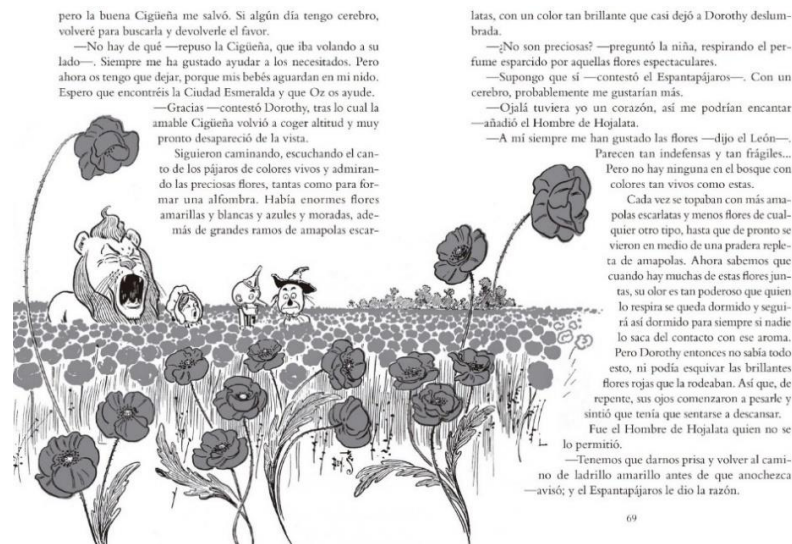 pero la buena Cigüeña me salvó. Si algún día tengo cerebro,
volveré para buscarla y devolverle el favor.
—No hay de qué —repuso la Cigüeña, que iba volando a su
lado—. Siempre me ha gustado ayudar a los necesitados. Pero
ahora os tengo que dejar, porque mis bebés aguardan en mi nido.
Espero que encontréis la Ciudad Esmeralda y que Oz os ayude.
—Gracias —contestó Dorothy, tras lo cual la
amable Cigüeña volvió a coger altitud y muy
pronto desapareció de la vista.
Siguieron caminando, escuchando el can-
to de los pájaros de colores vivos y admiran-
do las preciosas flores, tantas como para for-
mar una alfombra. Había enormes flores
amarillas y blancas y azules y moradas, ade-
más de grandes ramos de amapolas escar-
latas, con un color tan brillante que casi dejó a Dorothy deslum-
brada.
—¿No son preciosas? —preguntó la niña, respirando el per-
fume esparcido por aquellas flores espectaculares.
—Supongo que sí —contestó el Espantapájaros—. Con un
cerebro, probablemente me gustarían más.
—Ojalá tuviera yo un corazón, así me podrían encantar
—añadió el Hombre de Hojalata.
—A mí siempre me han gustado las flores —dijo el León—.
Parecen tan indefensas y tan frágiles...
Pero no hay ninguna en el bosque con
colores tan vivos como estas.
Cada vez se topaban con más ama-
polas escarlatas y menos flores de cual-
quier otro tipo, hasta que de pronto se
vieron en medio de una pradera reple-
ta de amapolas. Ahora sabemos que
cuando hay muchas de estas flores jun-
tas, su olor es tan poderoso que quien
lo respira se queda dormido y segui-
rá así dormido para siempre si nadie
lo saca del contacto con ese aroma.
Pero Dorothy entonces no sabía todo
esto, ni podía esquivar las brillantes
flores rojas que la rodeaban. Así que, de
repente, sus ojos comenzaron a pesarle y
sintió que tenía que sentarse a descansar.
Fue el Hombre de Hojalata quien no se
lo permitió.
—Tenemos que darnos prisa y volver al cami-
no de ladrillo amarillo antes de que anochezca
—avisó; y el Espantapájaros le dio la razón.
69